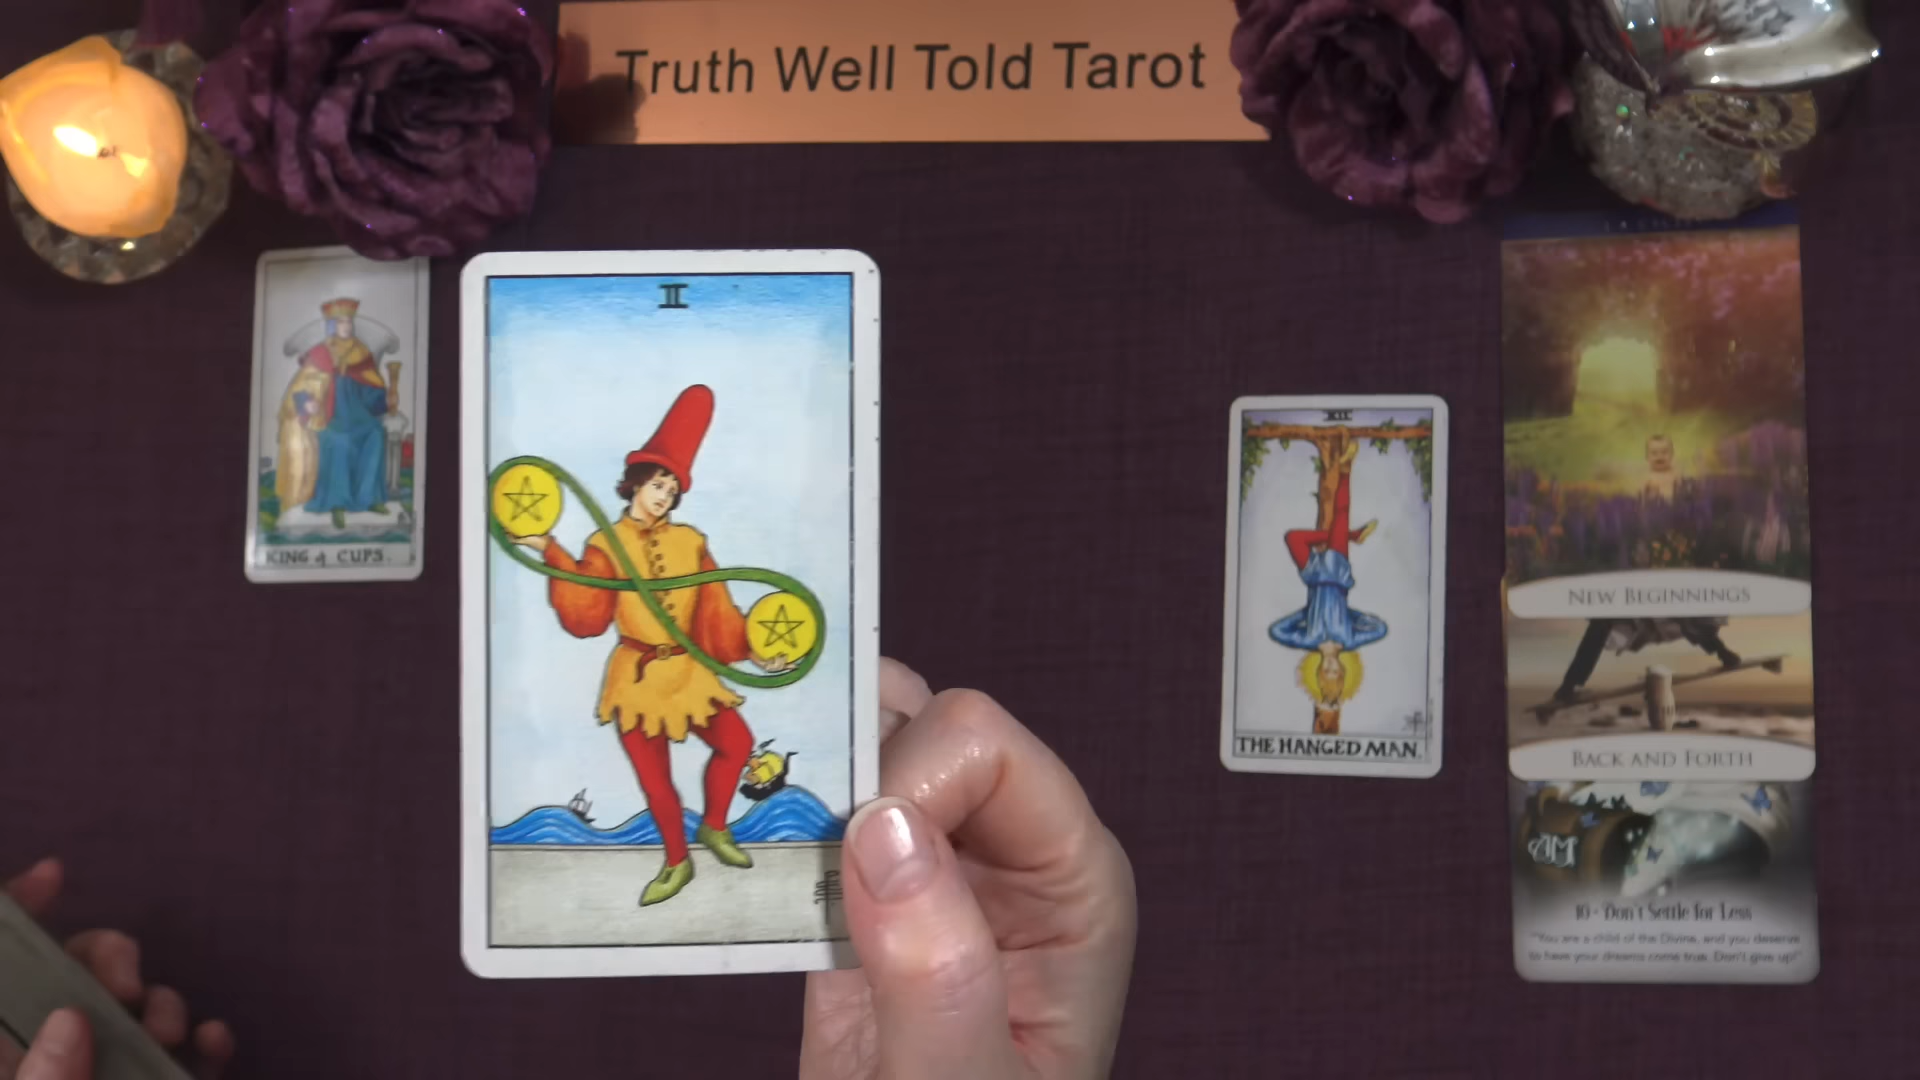 Truth Well Told Tarot
II
KING of CUPS.
XII
THE HANGED MAN.
NEW BEGINNINGS
BACK AND FORTH
AM
10 - Don't Settle for Less
"You are a child of the Divine, and you deserve
to have your dreams come true. Don't give up!"